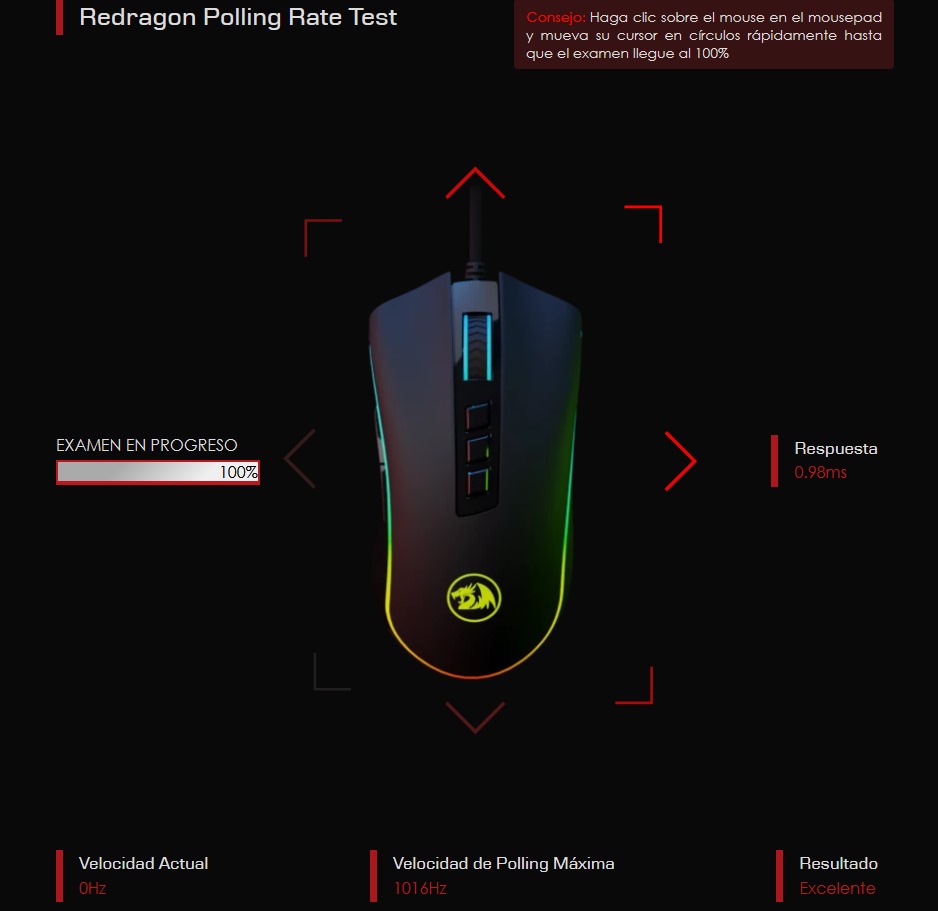 Redragon Polling Rate Test
Consejo: Haga clic sobre el mouse en el mousepad
y mueva su cursor en círculos rápidamente hasta
que el examen llegue al 100%
EXAMEN EN PROGRESO
100%
Respuesta
0.98ms
Velocidad Actual
0Hz
Velocidad de Polling Máxima
1016Hz
Resultado
Excelente